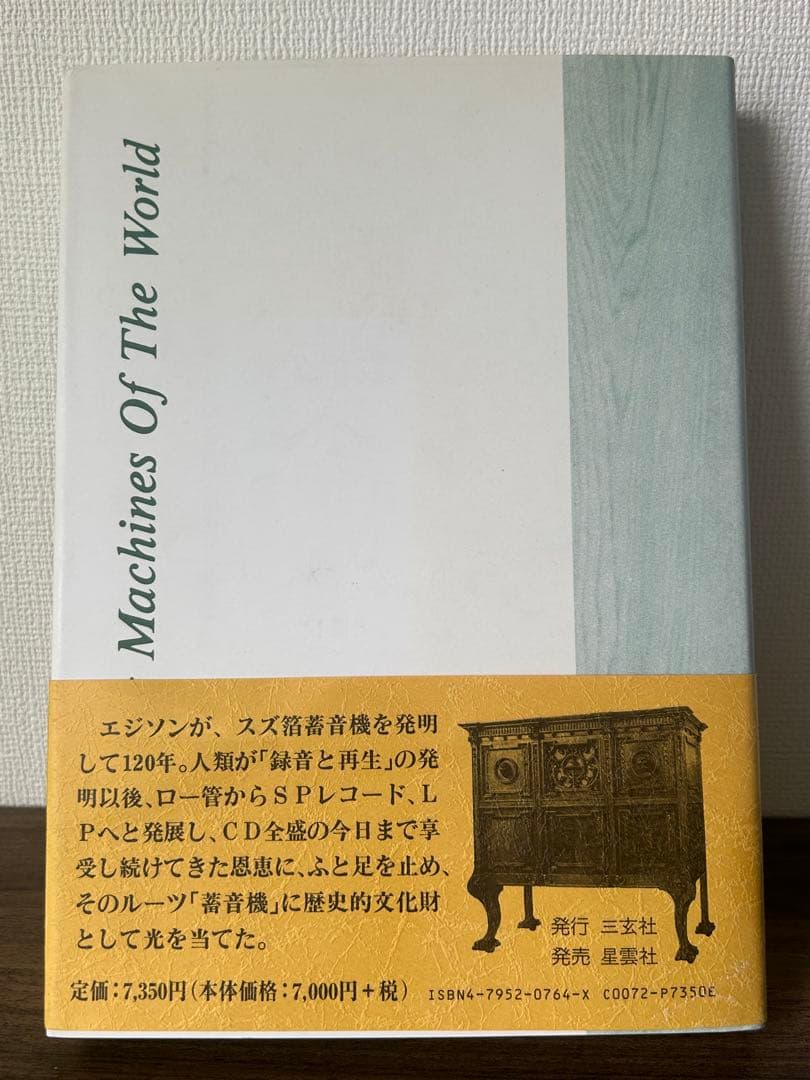 Machines Of The World
エジソンが、スズ箔蓄音機を発明
して120年。人類が「録音と再生」の発
明以後、ロー管からＳＰレコード、Ｌ
Ｐへと発展し、ＣＤ全盛の今日まで享
受し続けてきた恩恵に、ふと足を止め、
そのルーツ「蓄音機」に歴史的文化財
として光を当てた。
発行 三玄社
発売 星雲社
定価：7,350円（本体価格：7,000円＋税）
ISBN4-7952-0764-X C0072-P7350E